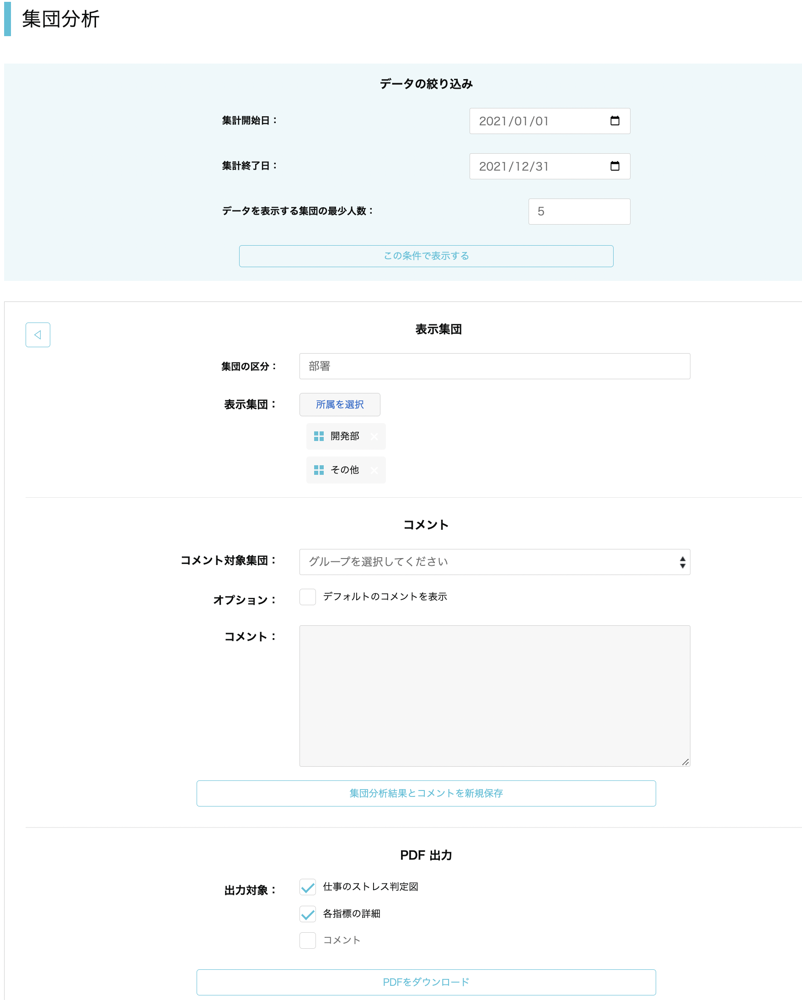 集団分析
データの絞り込み
集計開始日：
2021/01/01
集計終了日：
2021/12/31
データを表示する集団の最少人数：
5
この条件で表示する
表示集団
集団の区分：
部署
表示集団：
所属を選択
開発部
その他
コメント
コメント対象集団：
グループを選択してください
オプション：
デフォルトのコメントを表示
コメント：
集団分析結果とコメントを新規保存
PDF 出力
出力対象：
仕事のストレス判定図
各指標の詳細
コメント
PDFをダウンロード